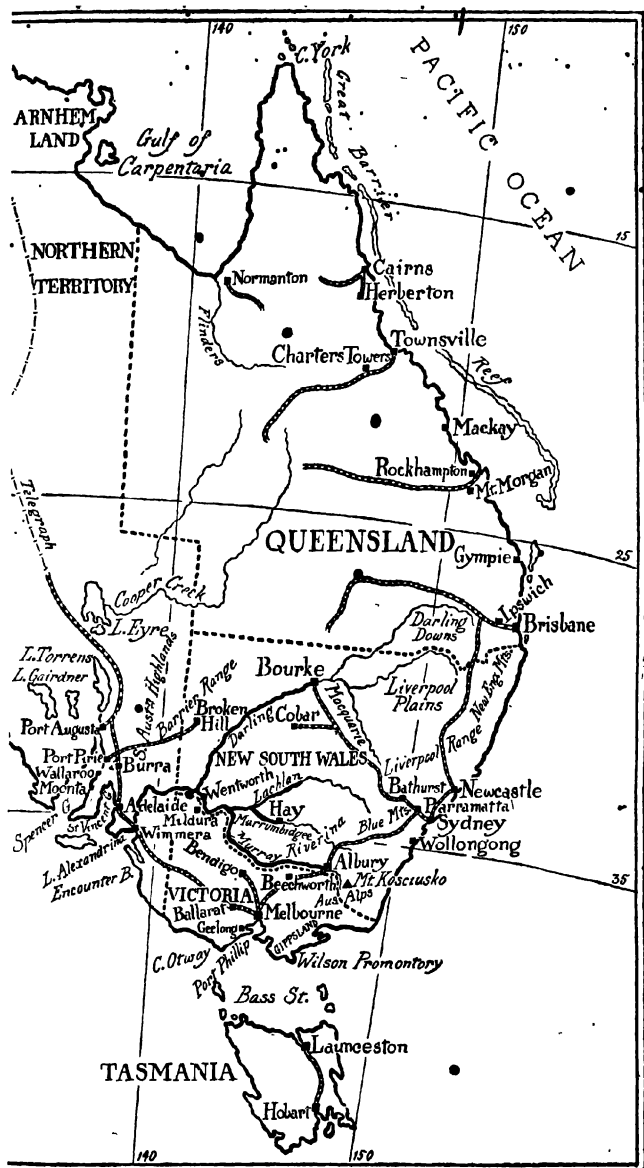 140
150
C. York
PACIFIC OCEAN
Great Barrier
Reef
ARNHEM
LAND
Gulf of
Carpentaria
15
NORTHERN
TERRITORY
Normanton
Cairns
Herberton
Flinders
Townsville
Charters Towers
Mackay
Rockhampton
Mt. Morgan
Telegraph
QUEENSLAND
Gympie
25
Cooper Creek
Ipswich
Brisbane
L. Eyre
Darling
Downs
L. Torrens
L. Gairdner
S. Austa Highlands
Barrier Range
Bourke
Liverpool
Plains
New Eng. Mts.
Port Augusta
Broken
Hill
Darling
Cobar
Macquarie
Liverpool Range
Port Pirie
Wallaroo
Moonta
Burra
NEW SOUTH WALES
Wentworth
Lachlan
Bathurst
Newcastle
Parramatta
Spencer G.
St Vincent G.
Adelaide
Mildura
Hay
Murrumbidgee
Murray
Riverina
Blue Mts.
Sydney
Wimmera
Wollongong
L. Alexandrina
Encounter B.
Bendigo
Albury
Beechworth
Mt. Kosciusko
Aus. Alps
35
VICTORIA
Ballarat
Melbourne
Geelong
GIPPSLAND
C. Otway
Port Phillip
Wilson Promontory
Bass St.
Launceston
TASMANIA
Hobart
140
150